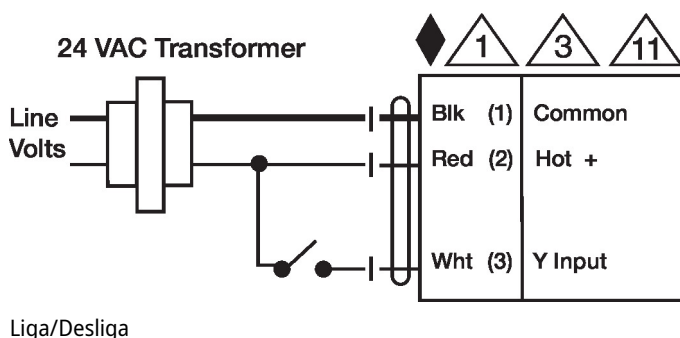 24 VAC Transformer
1 3 11
Line
Volts
Blk (1) Common
Red (2) Hot +
Wht (3) Y Input
Liga/Desliga